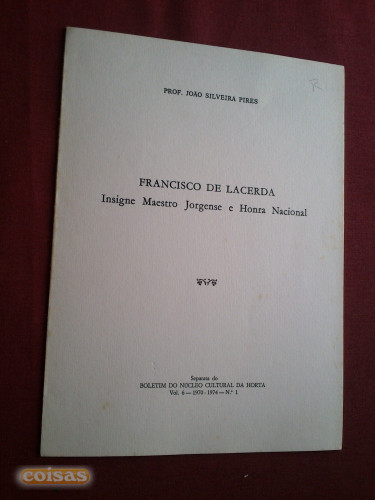 PROF. JOÃO SILVEIRA PIRES
FRANCISCO DE LACERDA
Insigne Maestro Jorgense e Honra Nacional
Separata do
BOLETIM DO NÚCLEO CULTURAL DA HORTA
Vol. 6 — 1970-1974 — N.º 1
coisas